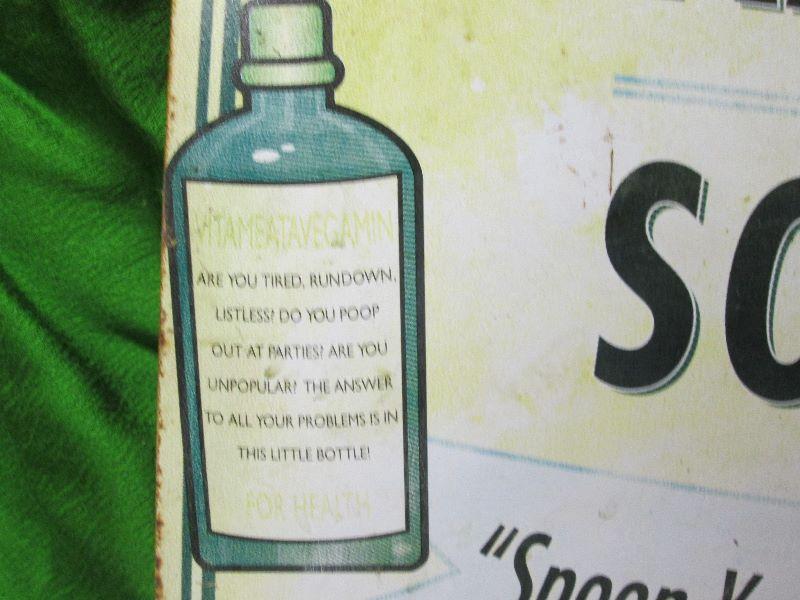 VITAMEATAVEGAMIN
ARE YOU TIRED, RUNDOWN,
LISTLESS? DO YOU POOP
OUT AT PARTIES? ARE YOU
UNPOPULAR? THE ANSWER
TO ALL YOUR PROBLEMS IS IN
THIS LITTLE BOTTLE!
FOR HEALTH
SO
"Spoon Y